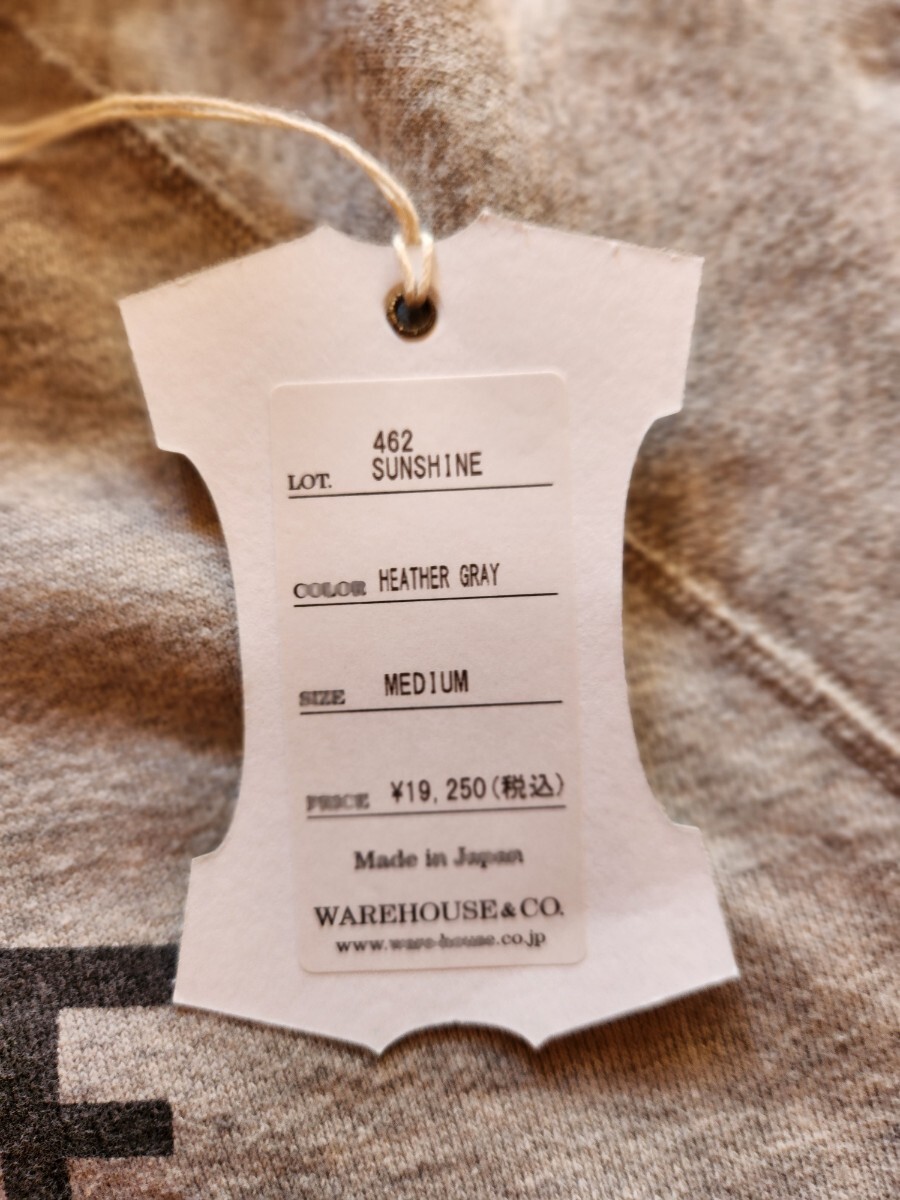 462
LOT. SUNSHINE
COLOR HEATHER GRAY
SIZE MEDIUM
PRICE ¥19,250(税込)
Made in Japan
WAREHOUSE&CO.
www.ware-house.co.jp